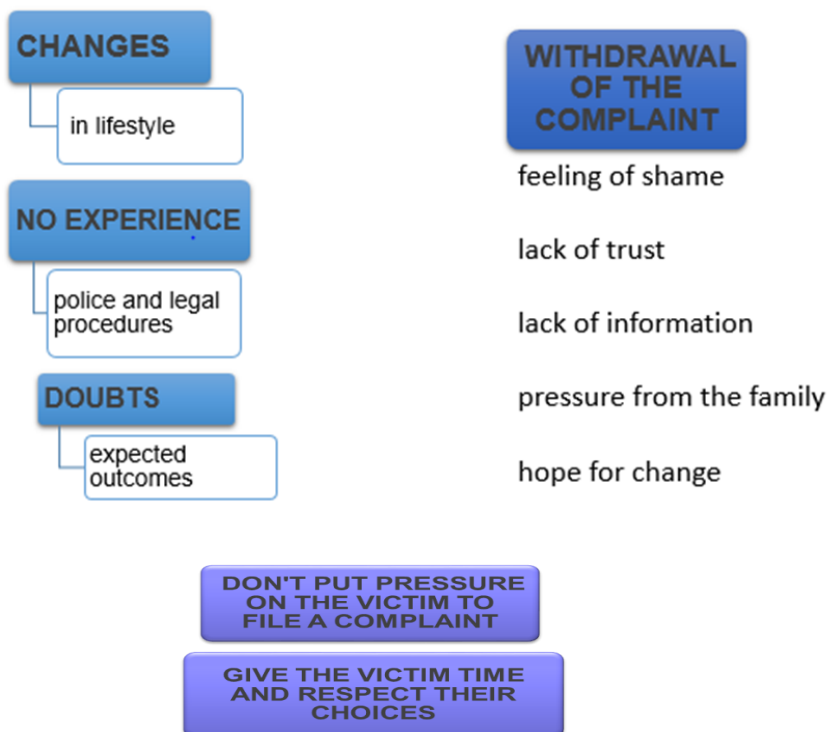 CHANGES
in lifestyle
NO EXPERIENCE
police and legal
procedures
DOUBTS
expected
outcomes
WITHDRAWAL
OF THE
COMPLAINT
feeling of shame
lack of trust
lack of information
pressure from the family
hope for change
DON'T PUT PRESSURE
ON THE VICTIM TO
FILE A COMPLAINT
GIVE THE VICTIM TIME
AND RESPECT THEIR
CHOICES